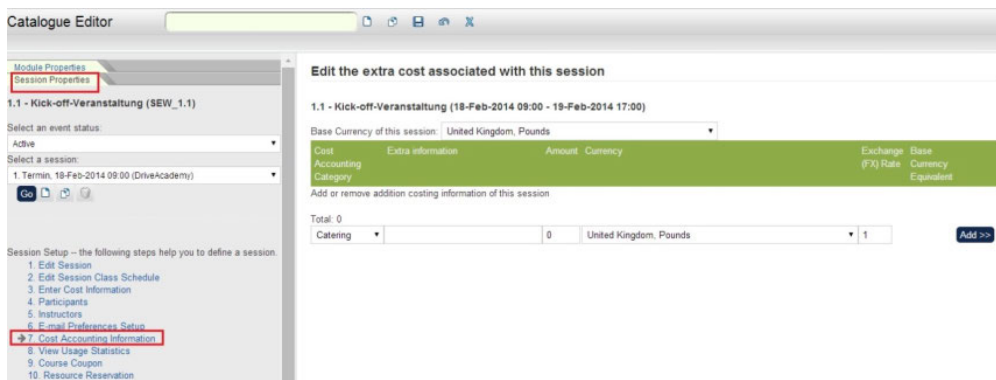 Catalogue Editor
Module Properties
Session Properties
1.1 - Kick-off-Veranstaltung (SEW_1.1)
Select an event status:
Active
Select a session:
1. Termin, 18-Feb-2014 09:00 (DriveAcademy)
Go
Session Setup – the following steps help you to define a session.
1. Edit Session
2. Edit Session Class Schedule
3. Enter Cost Information
4. Participants
5. Instructors
6. E-mail Preferences Setup
7. Cost Accounting Information
8. View Usage Statistics
9. Course Coupon
10. Resource Reservation
Edit the extra cost associated with this session
1.1 - Kick-off-Veranstaltung (18-Feb-2014 09:00 - 19-Feb-2014 17:00)
Base Currency of this session: United Kingdom, Pounds
Cost Extra information Amount Currency Exchange Base
Accounting (FX) Rate Currency
Category Equivalent
Add or remove addition costing information of this session
Total: 0
Catering 0 United Kingdom, Pounds 1 Add >>